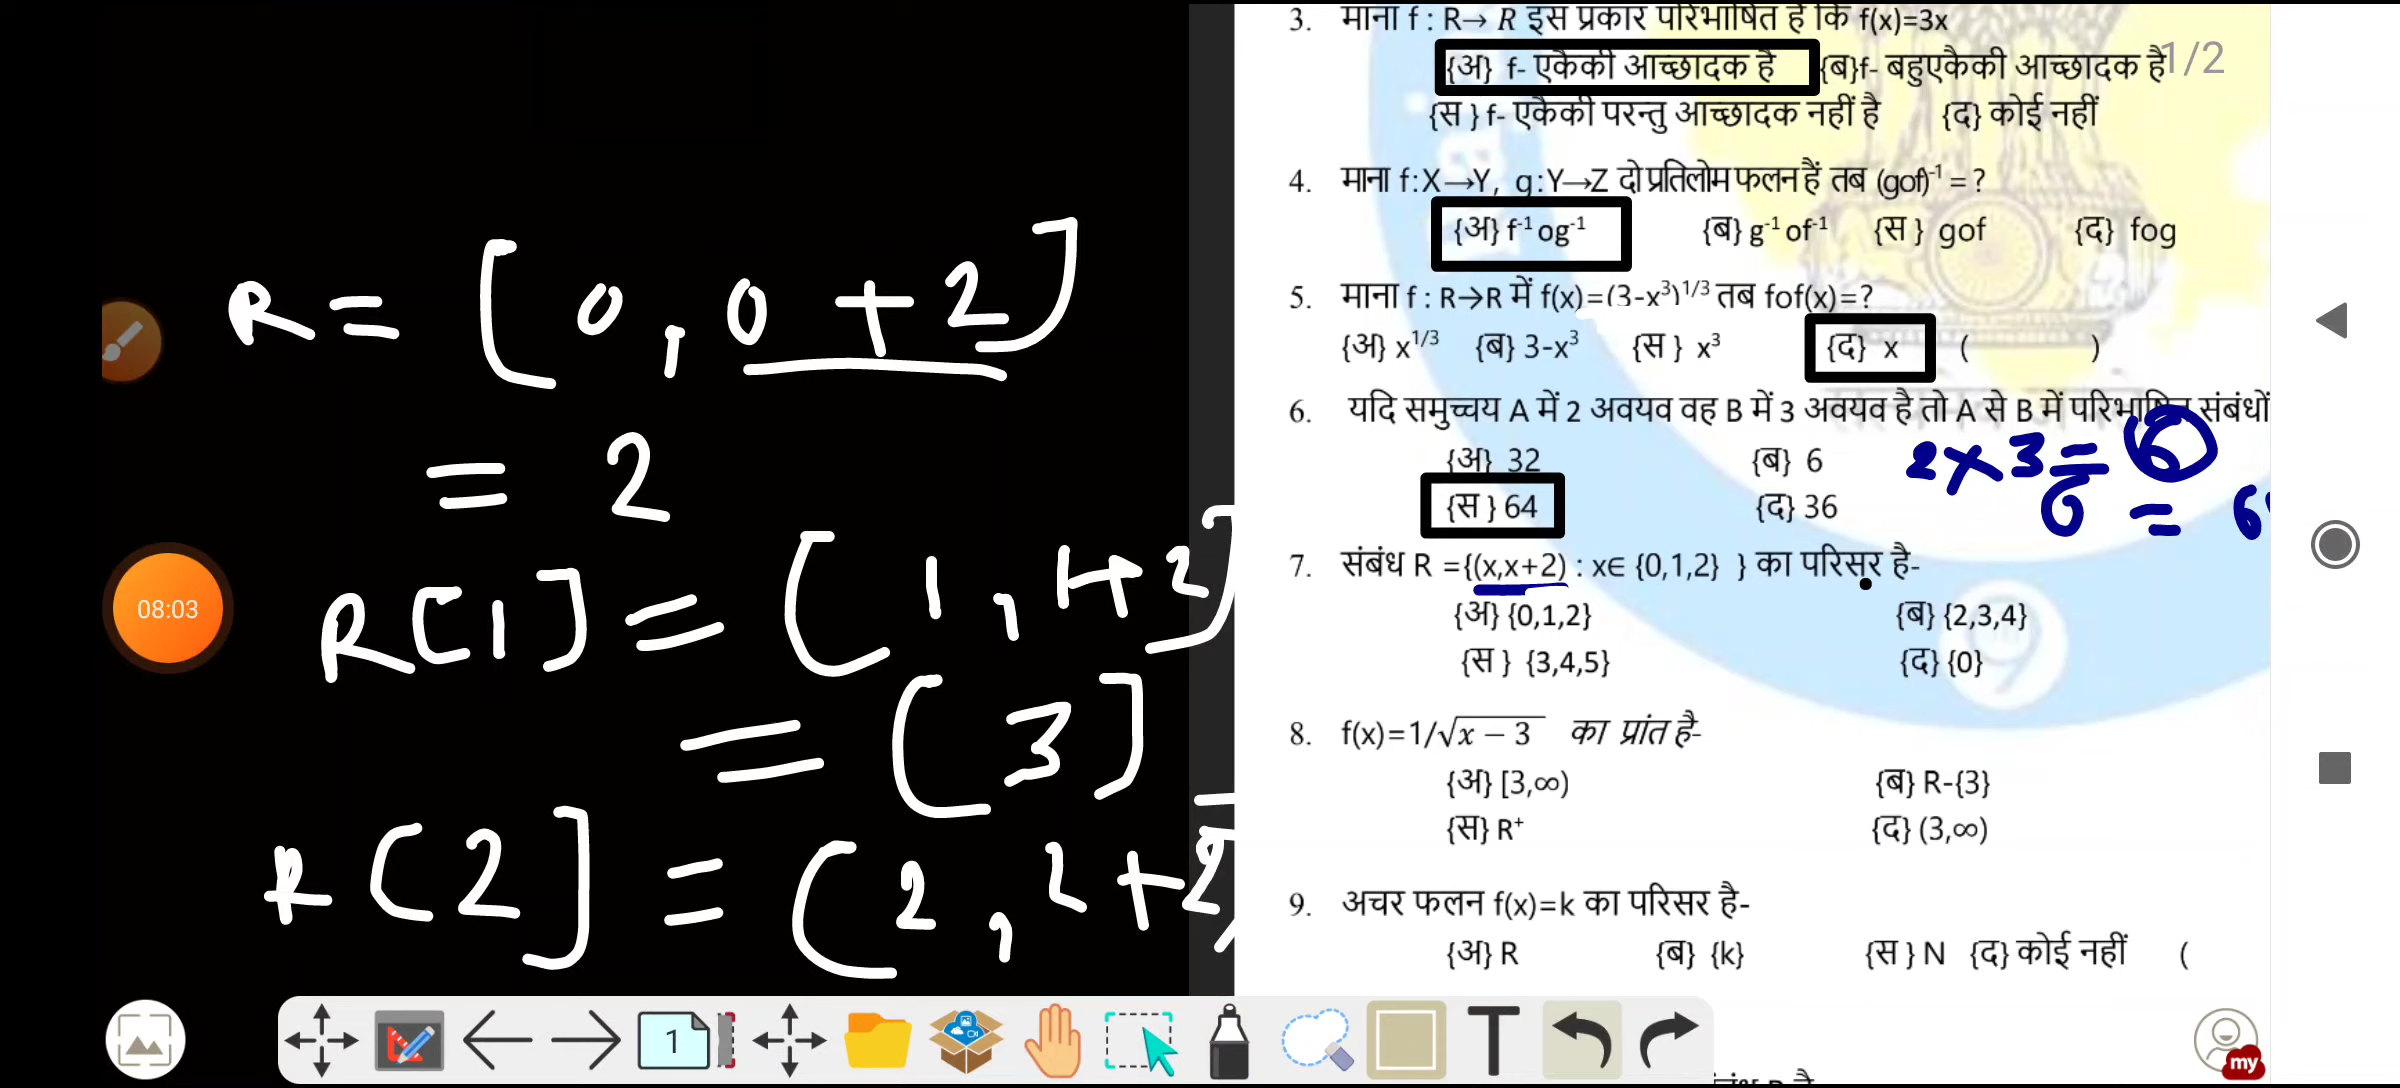 R = [0, 0+2]
= 2
R[1] = [1, 1+2]
= [3]
R[2] = [2, 2+2
08:03
3. माना f : R→ R इस प्रकार परिभाषित है कि f(x)=3x
{अ} f- एकैकी आच्छादक है {ब}f- बहुएकैकी आच्छादक है
1/2
{स } f- एकैकी परन्तु आच्छादक नहीं है {द} कोई नहीं
4. माना f:X→Y, g:Y→Z दो प्रतिलोम फलन हैं तब (gof)⁻¹ = ?
{अ} f⁻¹og⁻¹ {ब} g⁻¹of⁻¹ {स } gof {द} fog
5. माना f : R→R में f(x)=(3-x³)¹/³ तब fof(x)=?
{अ} x¹/³ {ब} 3-x³ {स } x³ {द} x ( )
6. यदि समुच्चय A में 2 अवयव वह B में 3 अवयव है तो A से B में परिभाषित संबंधों
{अ} 32 {ब} 6
2×3=6
{स } 64 {द} 36
6 = 6
7. संबंध R ={(x,x+2) : x∈ {0,1,2} } का परिसर है-
{अ} {0,1,2} {ब} {2,3,4}
{स } {3,4,5} {द} {0}
8. f(x)=1/√x − 3 का प्रांत है-
{अ} [3,∞) {ब} R-{3}
{स} R⁺ {द} (3,∞)
9. अचर फलन f(x)=k का परिसर है-
{अ} R {ब} {k} {स } N {द} कोई नहीं (
1
T
my